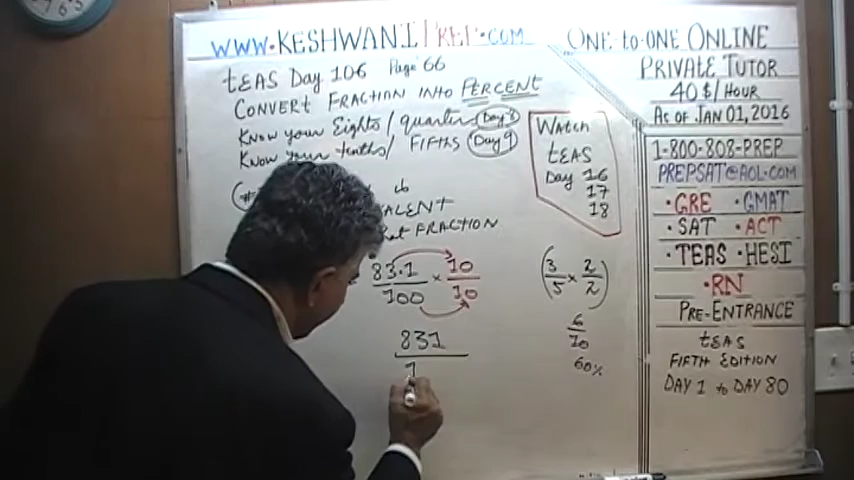 WWW.KESHWANIPREP.COM
TEAS Day 106 Page 66
CONVERT FRACTION INTO PERCENT
KNOW YOUR Eights / quarters Day 8
KNOW YOUR tenths / FIFTHS Day 9
WATCH
TEAS
Day 16
17
18
FRACTION
83.1/100 × 10/10
831
1
(3/5 × 2/2)
6/10
60%
ONE to-ONE ONLINE
PRIVATE TUTOR
40 $/HOUR
AS OF JAN 01, 2016
1-800-808-PREP
PREPSAT@AOL.COM
• GRE • GMAT
• SAT • ACT
• TEAS • HESI
• RN
PRE-ENTRANCE
TEAS
FIFTH EDITION
DAY 1 to DAY 80